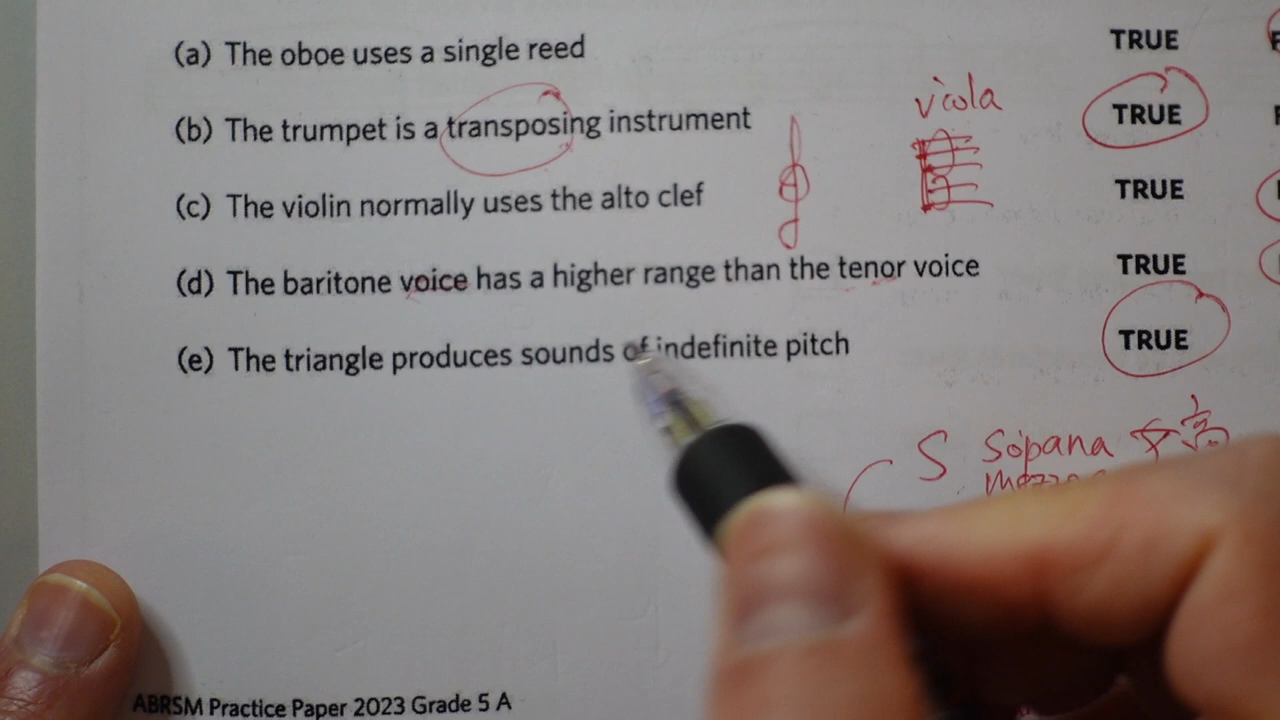 (a) The oboe uses a single reed TRUE
viola
(b) The trumpet is a transposing instrument TRUE
(c) The violin normally uses the alto clef TRUE
(d) The baritone voice has a higher range than the tenor voice TRUE
(e) The triangle produces sounds of indefinite pitch TRUE
S Sopana 女高
ABRSM Practice Paper 2023 Grade 5 A